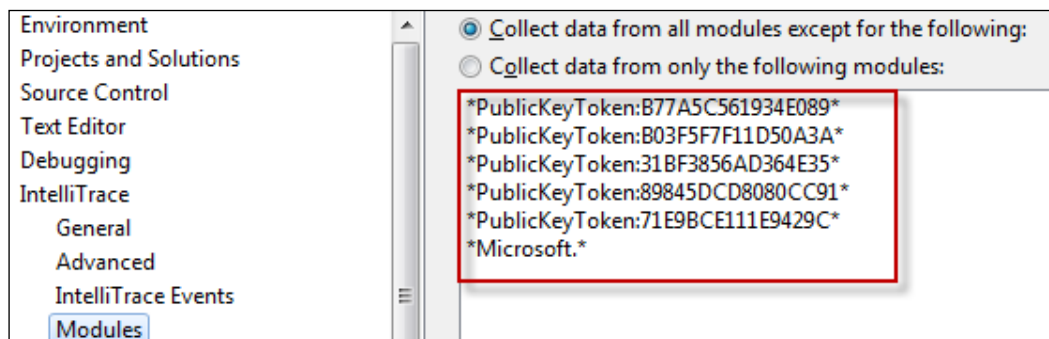 Environment
Projects and Solutions
Source Control
Text Editor
Debugging
IntelliTrace
General
Advanced
IntelliTrace Events
Modules
Collect data from all modules except for the following:
Collect data from only the following modules:
*PublicKeyToken:B77A5C561934E089*
*PublicKeyToken:B03F5F7F11D50A3A*
*PublicKeyToken:31BF3856AD364E35*
*PublicKeyToken:89845DCD8080CC91*
*PublicKeyToken:71E9BCE111E9429C*
*Microsoft.*